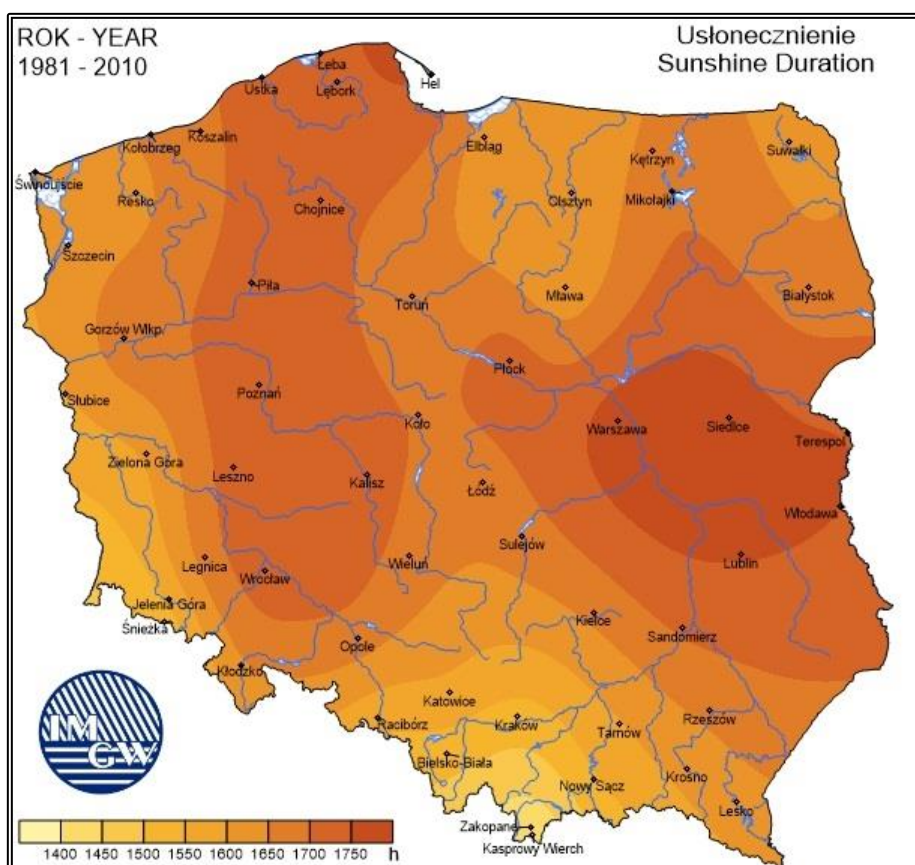 ROK - YEAR
1981 - 2010
Usłonecznienie
Sunshine Duration
Łeba
Ustka
Lębork
Hel
Kołobrzeg
Koszalin
Elbląg
Kętrzyn
Suwałki
Świnoujście
Resko
Chojnice
Olsztyn
Mikołajki
Szczecin
Piła
Toruń
Mława
Białystok
Gorzów Wlkp.
Płock
Słubice
Poznań
Koło
Warszawa
Siedlce
Terespol
Zielona Góra
Leszno
Kalisz
Łódź
Włodawa
Sulejów
Legnica
Wrocław
Wieluń
Lublin
Jelenia Góra
Śnieżka
Opole
Kielce
Sandomierz
Kłodzko
Katowice
Racibórz
Kraków
Tarnów
Rzeszów
Bielsko-Biała
Nowy Sącz
Krosno
Lesko
Zakopane
Kasprowy Wierch
IM
GW
1400 1450 1500 1550 1600 1650 1700 1750 h